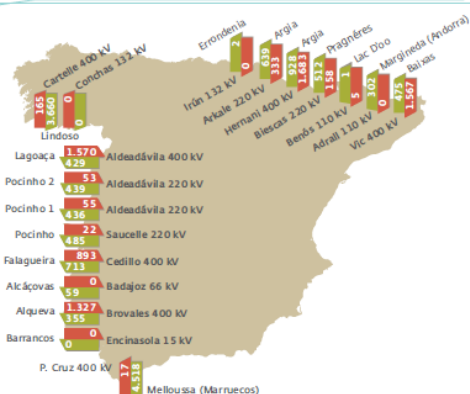 Errondenia
Argia
Argia
Pragnéres
Lac D'oo
Margineda (Andorra)
Baixas
2
0
639
333
928
1.683
512
158
1
5
302
0
475
1.567
Irún 132 kV
Arkale 220 kV
Hernani 400 kV
Biescas 220 kV
Benós 110 kV
Adrall 110 kV
Vic 400 kV
Cartelle 400 kV
Conchas 132 kV
165
3.660
0
0
Lindoso
Lagoaça
1.570
429
Aldeadávila 400 kV
Pocinho 2
53
439
Aldeadávila 220 kV
Pocinho 1
55
436
Aldeadávila 220 kV
Pocinho
22
485
Saucelle 220 kV
Falagueira
893
713
Cedillo 400 kV
Alcáçovas
0
59
Badajoz 66 kV
Alqueva
1.327
355
Brovales 400 kV
Barrancos
0
0
Encinasola 15 kV
P. Cruz 400 kV
17
4.518
Melloussa (Marruecos)